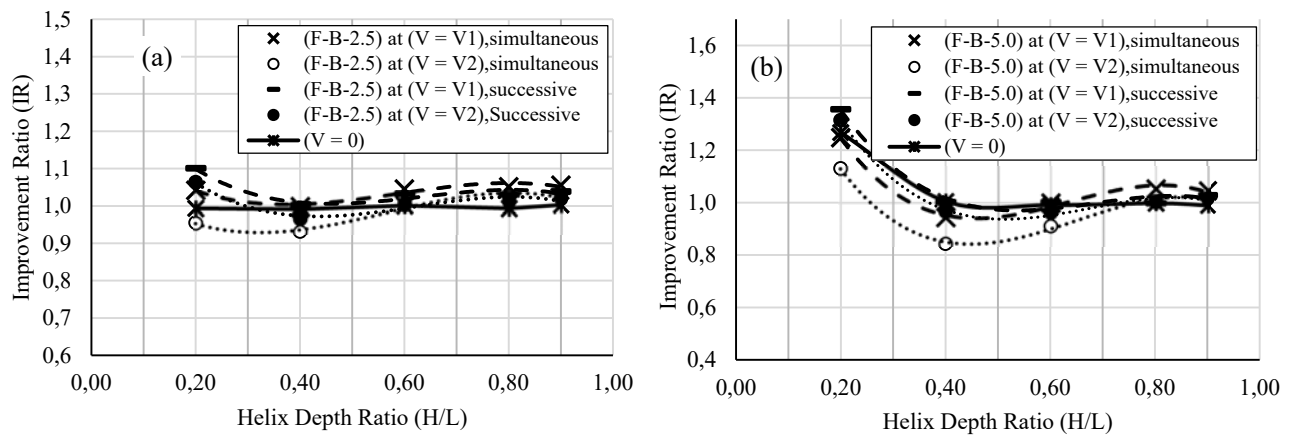 1,5
1,4
1,3
1,2
1,1
1,0
0,9
0,8
0,7
0,6
Improvement Ratio (IR)
(a)
(F-B-2.5) at (V = V1),simultaneous
(F-B-2.5) at (V = V2),simultaneous
(F-B-2.5) at (V = V1),successive
(F-B-2.5) at (V = V2),Successive
(V = 0)
0,00 0,20 0,40 0,60 0,80 1,00
Helix Depth Ratio (H/L)
1,6
1,4
1,2
1,0
0,8
0,6
0,4
Improvement Ratio (IR)
(b)
(F-B-5.0) at (V = V1),simultaneous
(F-B-5.0) at (V = V2),simultaneous
(F-B-5.0) at (V = V1),successive
(F-B-5.0) at (V = V2),successive
(V = 0)
0,00 0,20 0,40 0,60 0,80 1,00
Helix Depth Ratio (H/L)